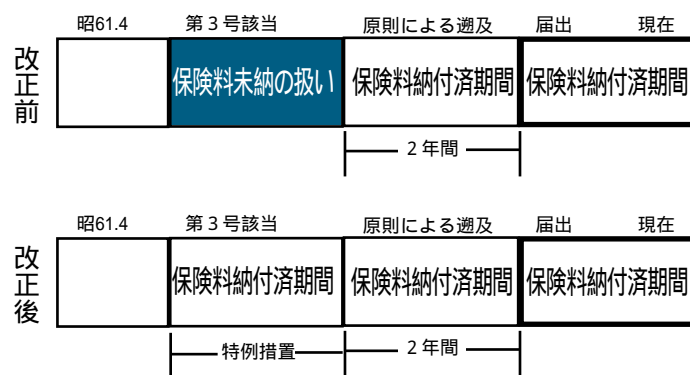 昭61.4 第３号該当 原則による遡及 届出 現在
改正前
保険料未納の扱い 保険料納付済期間 保険料納付済期間
２年間
昭61.4 第３号該当 原則による遡及 届出 現在
改正後
保険料納付済期間 保険料納付済期間 保険料納付済期間
特例措置 ２年間